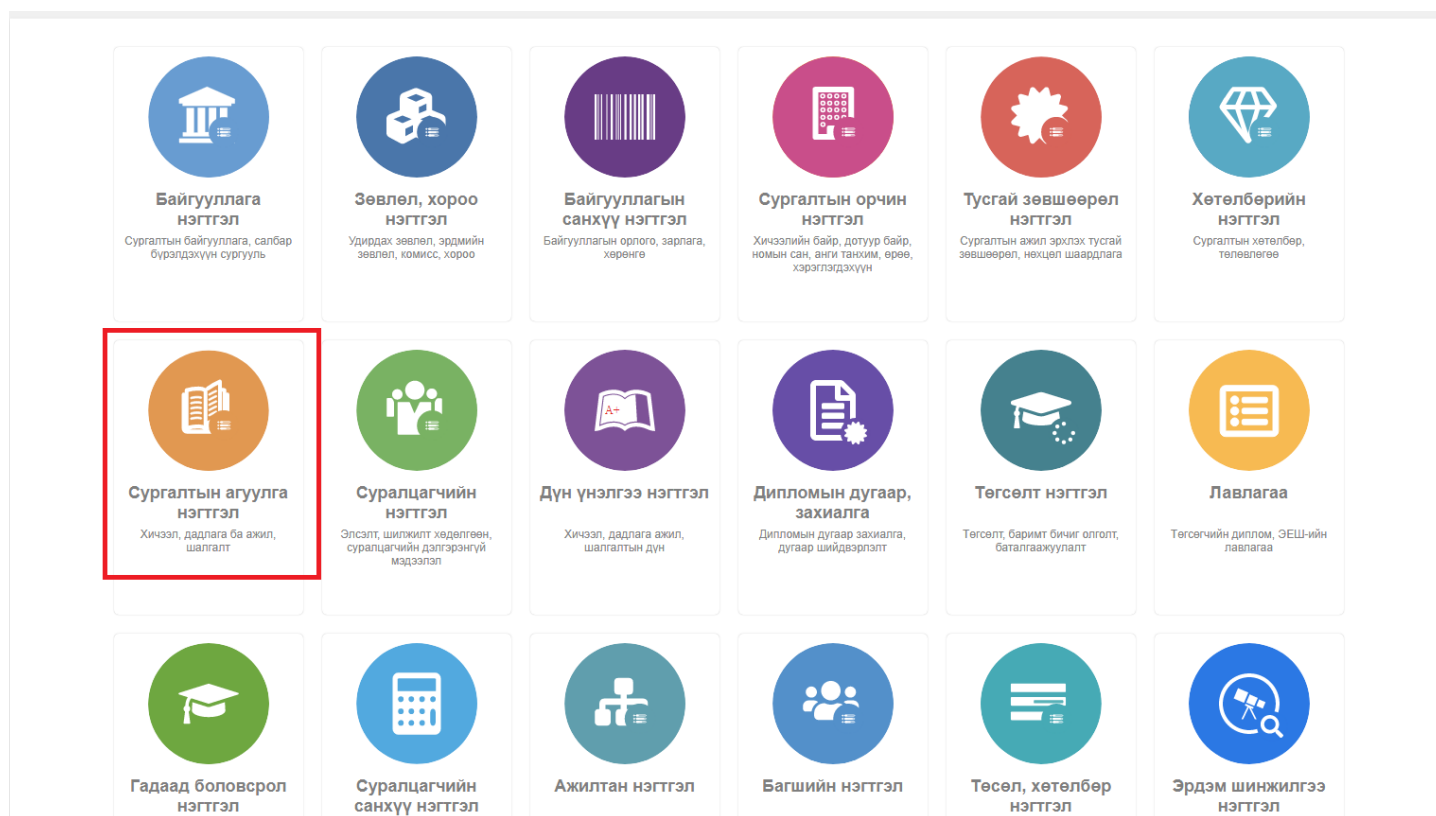 Байгууллага
нэгтгэл
Сургалтын байгууллага, салбар
бүрэлдэхүүн сургууль
Зөвлөл, хороо
нэгтгэл
Удирдах зөвлөл, эрдмийн
зөвлөл, комисс, хороо
Байгууллагын
санхүү нэгтгэл
Байгууллагын орлого, зарлага,
хөрөнгө
Сургалтын орчин
нэгтгэл
Хичээлийн байр, дотуур байр,
номын сан, анги танхим, өрөө,
хэрэглэгдэхүүн
Тусгай зөвшөөрөл
нэгтгэл
Сургалтын ажил эрхлэх тусгай
зөвшөөрөл, нөхцөл шаардлага
Хөтөлбөрийн
нэгтгэл
Сургалтын хөтөлбөр,
төлөвлөгөө
Сургалтын агуулга
нэгтгэл
Хичээл, дадлага ба ажил,
шалгалт
Суралцагчийн
нэгтгэл
Элсэлт, шилжилт хөдөлгөөн,
суралцагчийн дэлгэрэнгүй
мэдээлэл
A+
Дүн үнэлгээ нэгтгэл
Хичээл, дадлага ажил,
шалгалтын дүн
Дипломын дугаар,
захиалга
Дипломын дугаар захиалга,
дугаар шийдвэрлэлт
Төгсөлт нэгтгэл
Төгсөлт, баримт бичиг олголт,
баталгаажуулалт
Лавлагаа
Төгсөгчийн диплом, ЭЕШ-ийн
лавлагаа
Гадаад боловсрол
нэгтгэл
Суралцагчийн
санхүү нэгтгэл
Ажилтан нэгтгэл
Багшийн нэгтгэл
Төсөл, хөтөлбөр
нэгтгэл
Эрдэм шинжилгээ
нэгтгэл